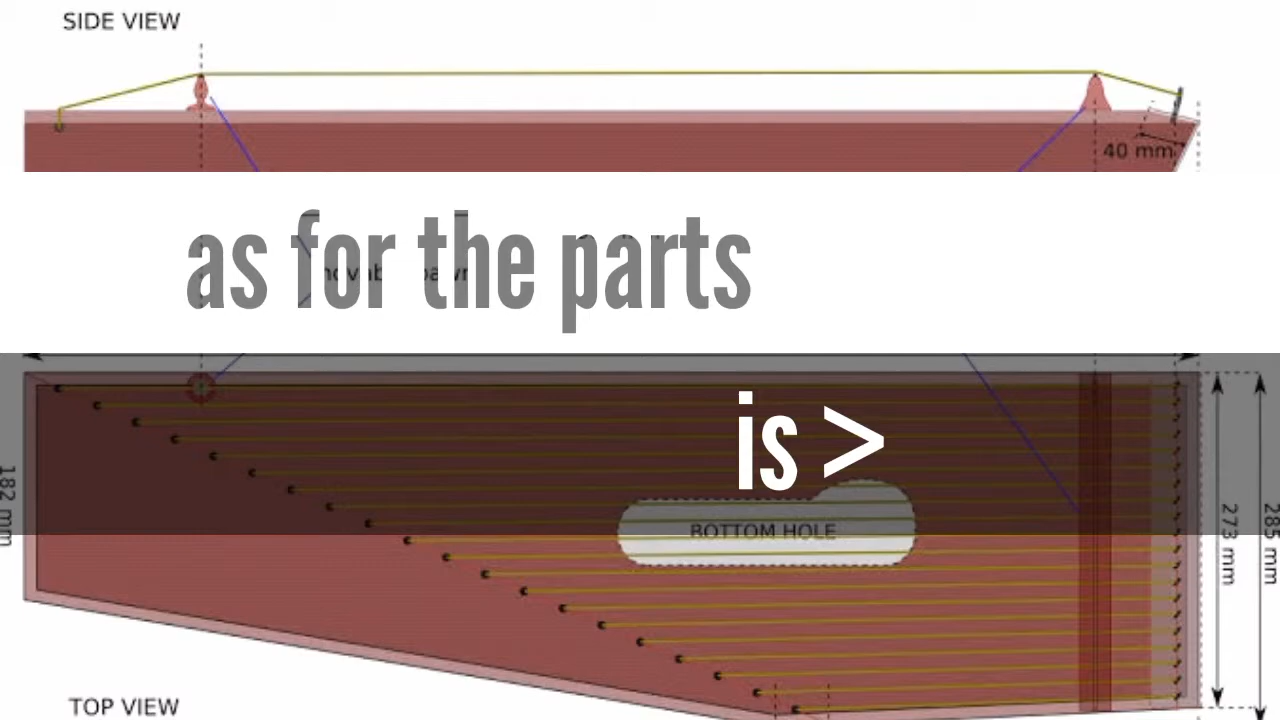 SIDE VIEW
40 mm
as for the parts
is >
BOTTOM HOLE
182 mm
273 mm
285 mm
TOP VIEW